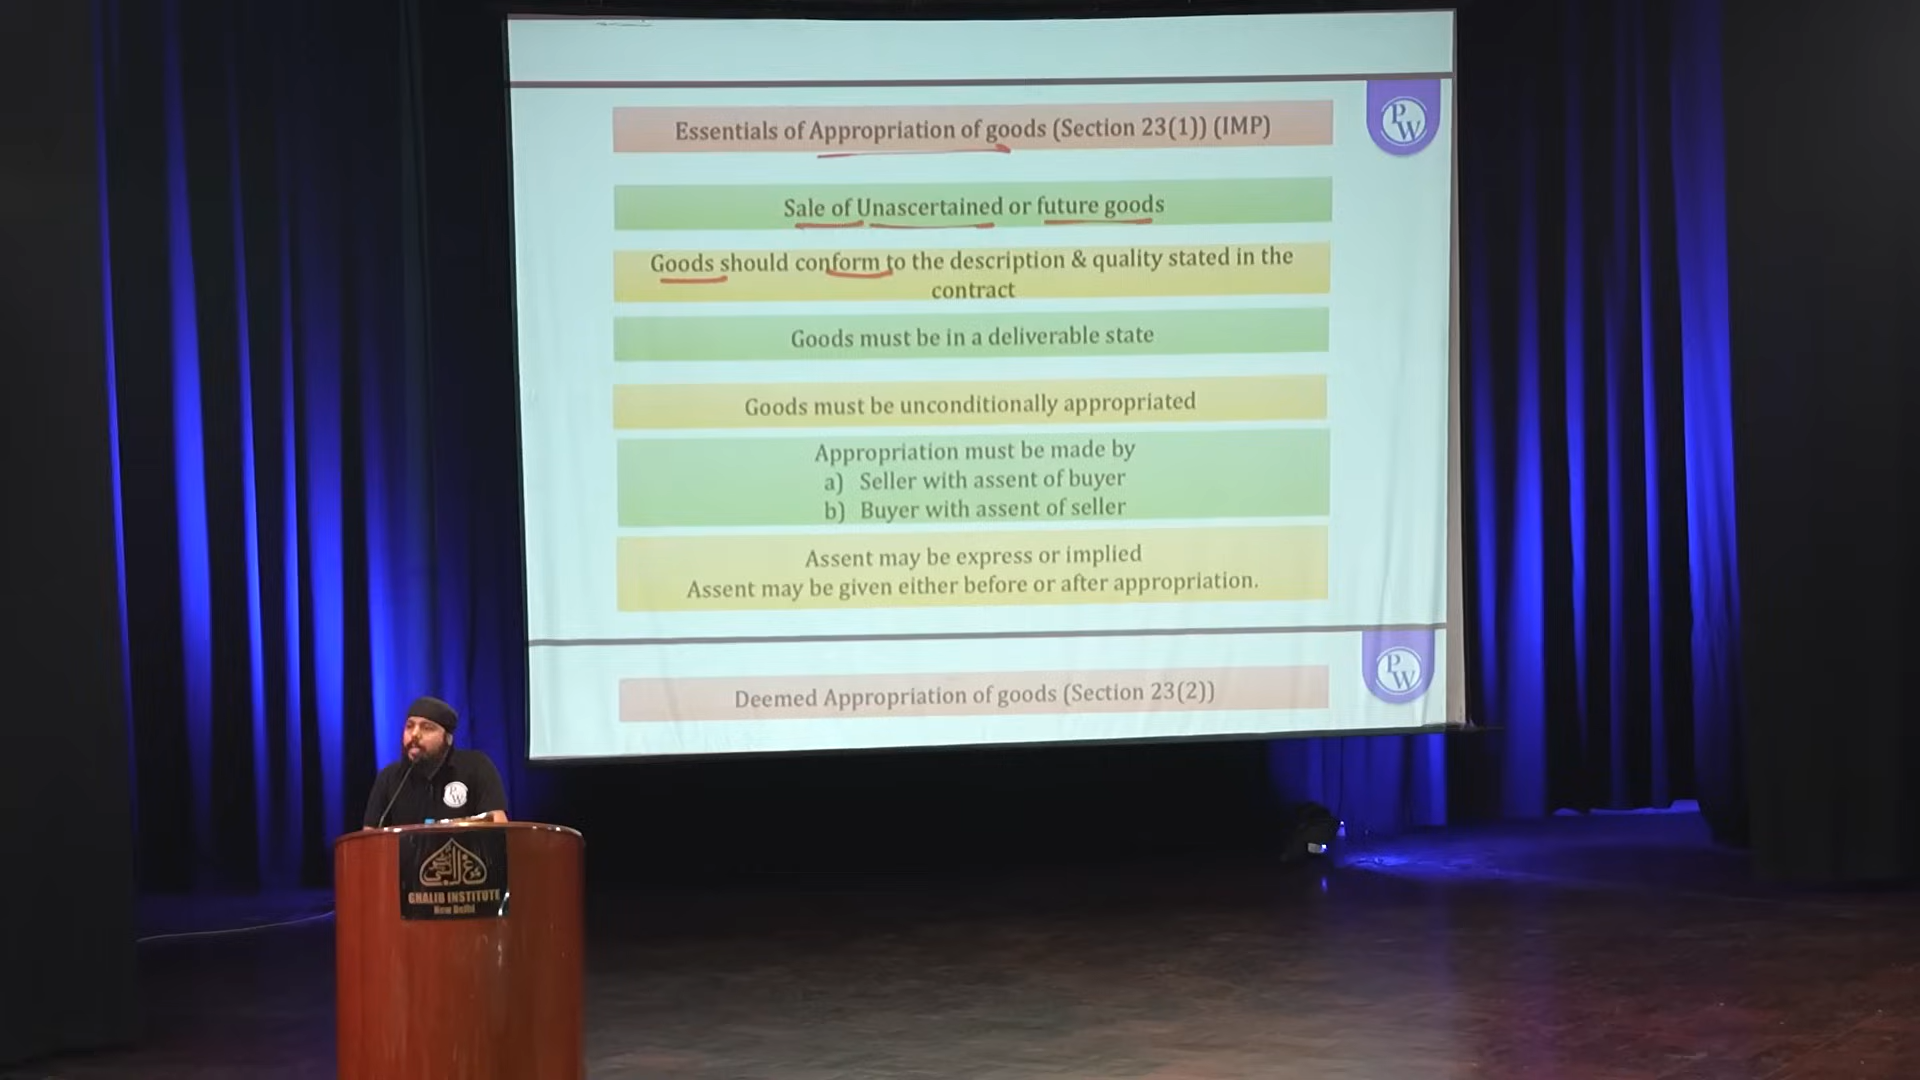 Essentials of Appropriation of goods (Section 23(1)) (IMP)
PW
Sale of Unascertained or future goods
Goods should conform to the description & quality stated in the
contract
Goods must be in a deliverable state
Goods must be unconditionally appropriated
Appropriation must be made by
a) Seller with assent of buyer
b) Buyer with assent of seller
Assent may be express or implied
Assent may be given either before or after appropriation.
PW
Deemed Appropriation of goods (Section 23(2))
PW
GHALIB INSTITUTE
New Delhi